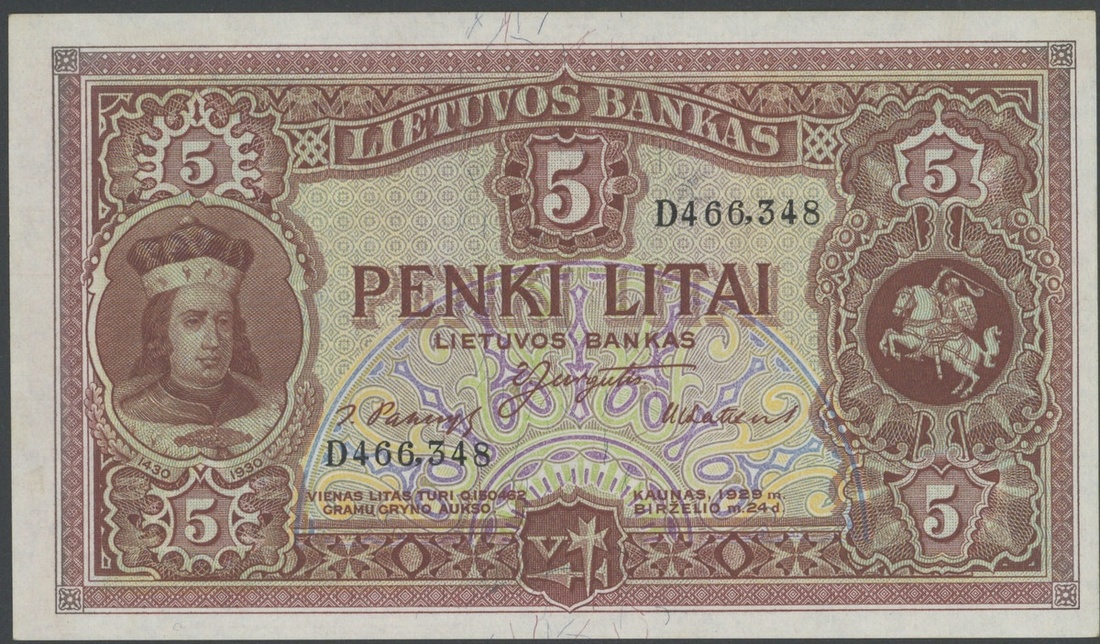 LIETUVOS BANKAS
5
5
5
D466,348
PENKI LITAI
LIETUVOS BANKAS
D466,348
1430 1930
VIENAS LITAS TURI 0.150462
GRAMŲ GRYNO AUKSO.
KAUNAS, 1929 m.
BIRŽELIO m. 24 d.
5
5